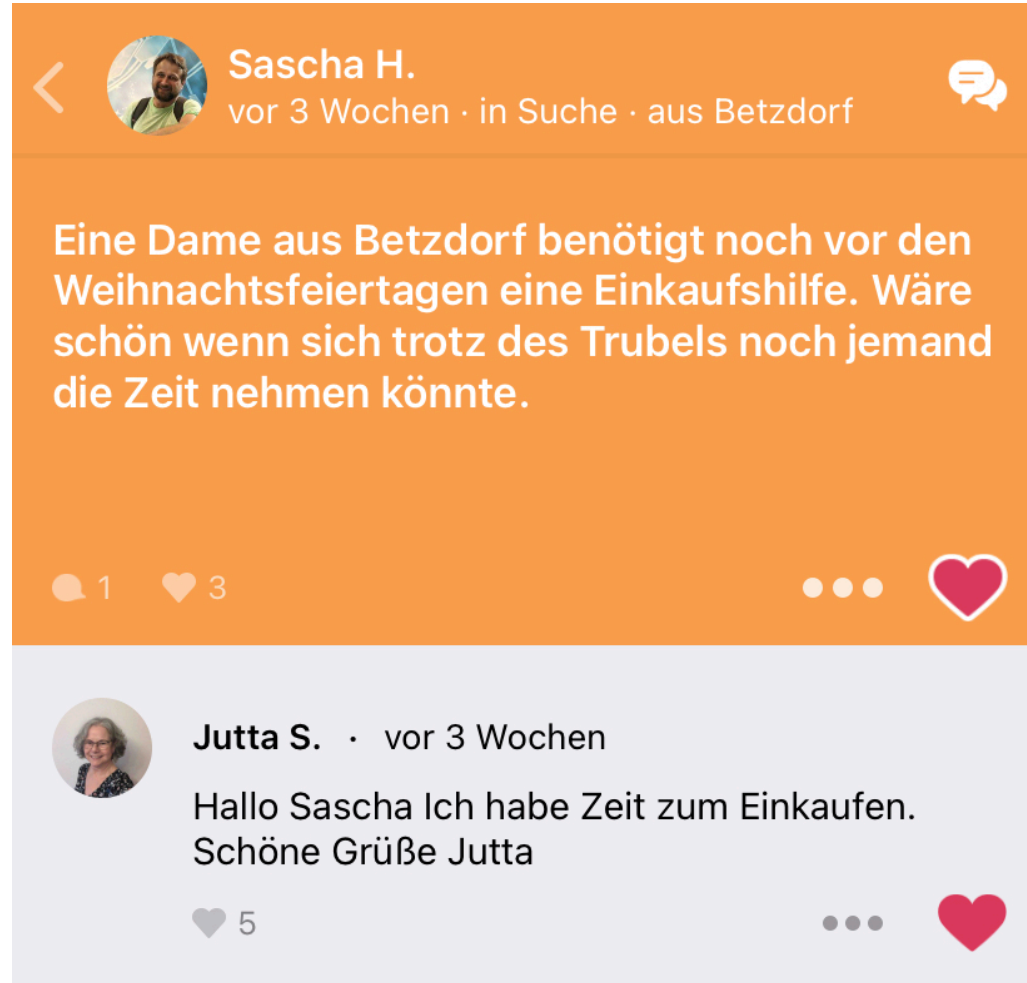 Sascha H.
vor 3 Wochen · in Suche · aus Betzdorf
Eine Dame aus Betzdorf benötigt noch vor den
Weihnachtsfeiertagen eine Einkaufshilfe. Wäre
schön wenn sich trotz des Trubels noch jemand
die Zeit nehmen könnte.
1 3
Jutta S. · vor 3 Wochen
Hallo Sascha Ich habe Zeit zum Einkaufen.
Schöne Grüße Jutta
5